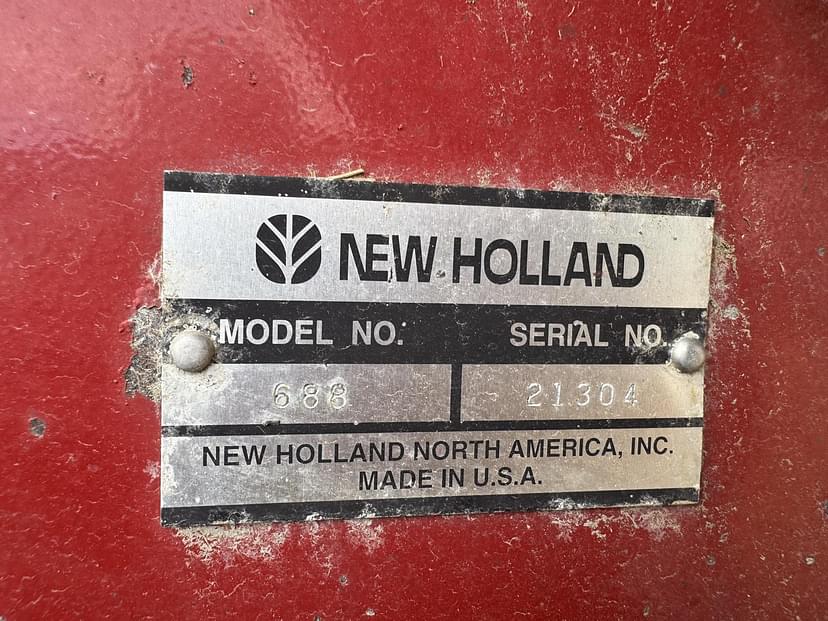 NEW HOLLAND
MODEL NO. SERIAL NO.
688 21304
NEW HOLLAND NORTH AMERICA, INC.
MADE IN U.S.A.